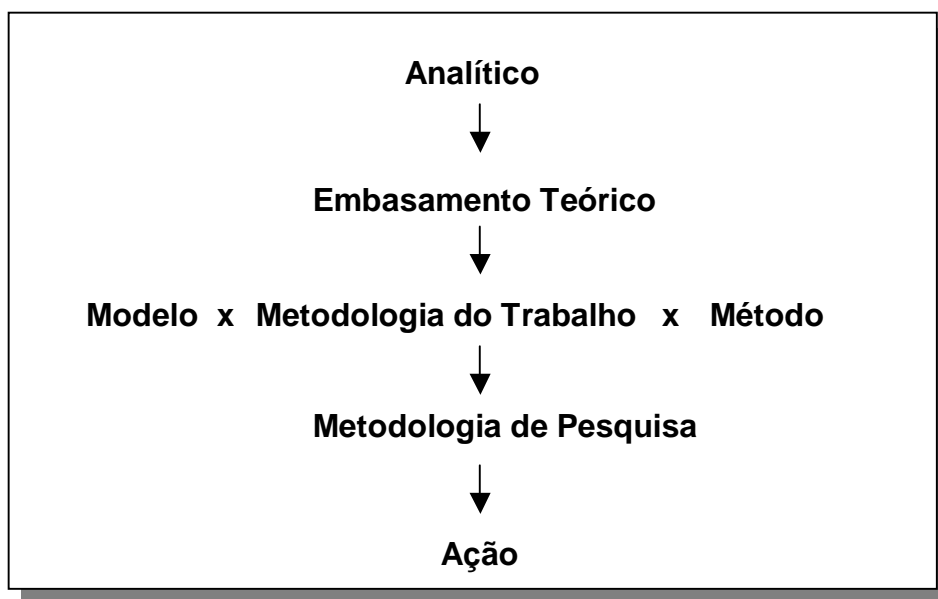 Analítico
Embasamento Teórico
Modelo x Metodologia do Trabalho x Método
Metodologia de Pesquisa
Ação